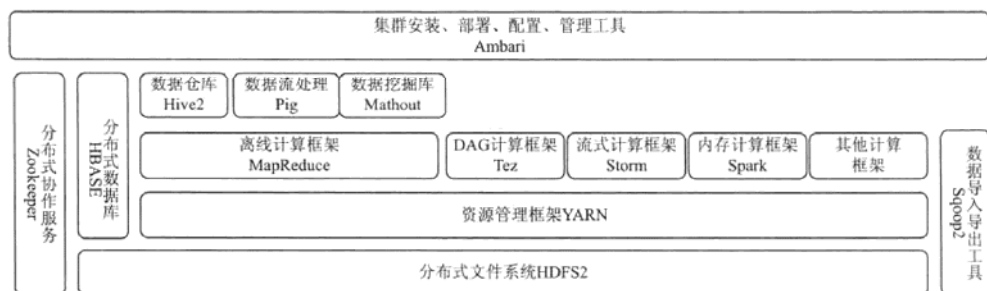 集群安装、部署、配置、管理工具
Ambari
分布式协作服务
Zookeeper
分布式数据库
HBASE
数据仓库
Hive2
数据流处理
Pig
数据挖掘库
Mathout
离线计算框架
MapReduce
DAG计算框架
Tez
流式计算框架
Storm
内存计算框架
Spark
其他计算
框架
数据导入导出工具
Sqoop2
资源管理框架YARN
分布式文件系统HDFS2